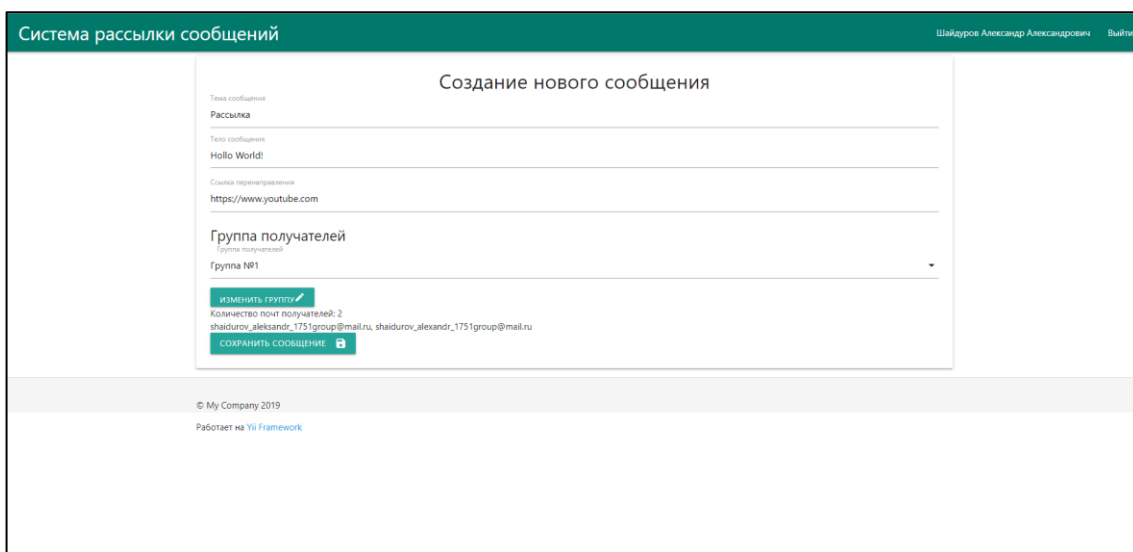 Система рассылки сообщений
Шайдуров Александр Александрович Выйти
Создание нового сообщения
Тема сообщения
Рассылка
Тело сообщения
Hollo World!
Ссылка перенаправления
https://www.youtube.com
Группа получателей
Группа получателей
Группа №1
ИЗМЕНИТЬ ГРУППУ
Количество почт получателей: 2
shaidurov_aleksandr_1751group@mail.ru, shaidurov_alexandr_1751group@mail.ru
СОХРАНИТЬ СООБЩЕНИЕ
© My Company 2019
Работает на Yii Framework